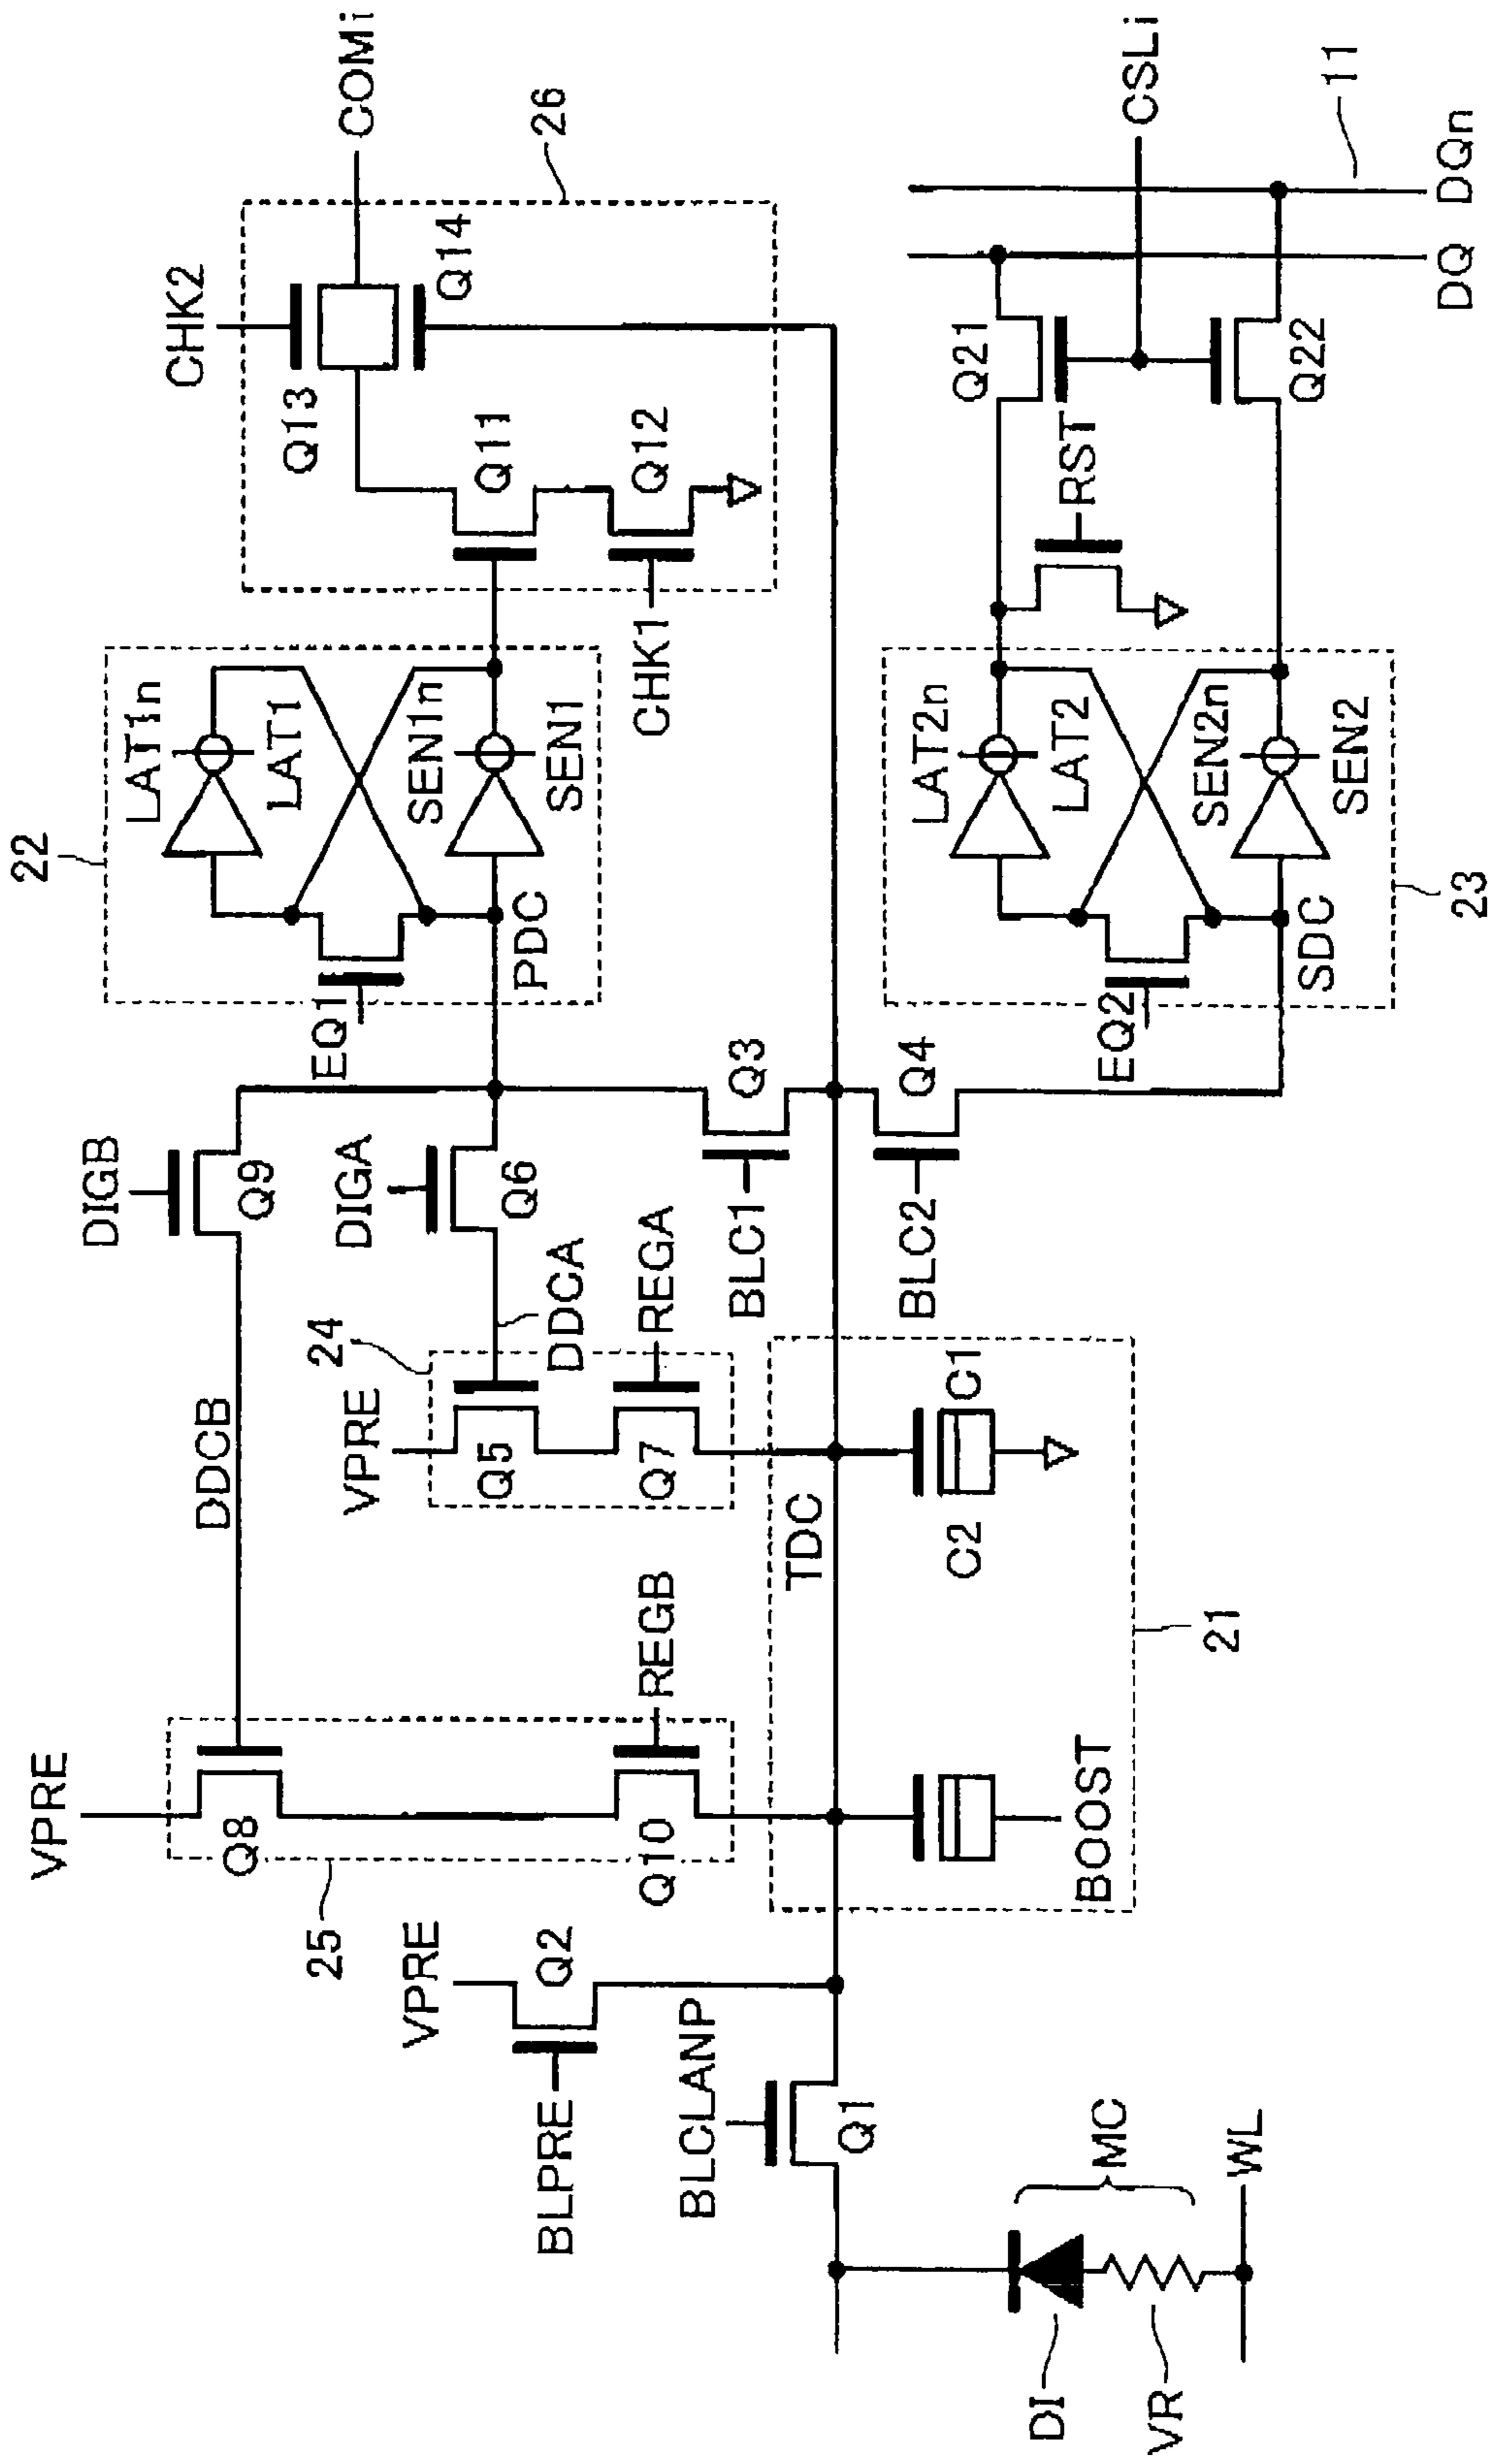 VPRE
DDCB
DIGB
Q9
Q8
25
REGB
Q10
VPRE
24
Q5
DDCA
REGA
Q7
DIGA
Q6
22
EQ1
LAT1n
LAT1
SEN1n
SEN1
PDC
CHK2
COMi
Q13
Q14
26
Q11
Q12
CHK1
VPRE
Q2
BLPRE
BLCLANP
Q1
TDC
C2
C1
BOOST
21
BLC1
Q3
BLC2
Q4
EQ2
LAT2n
LAT2
SEN2n
SEN2
SDC
23
RST
Q21
Q22
CSLi
11
DQ
DQn
DI
VR
MC
WL